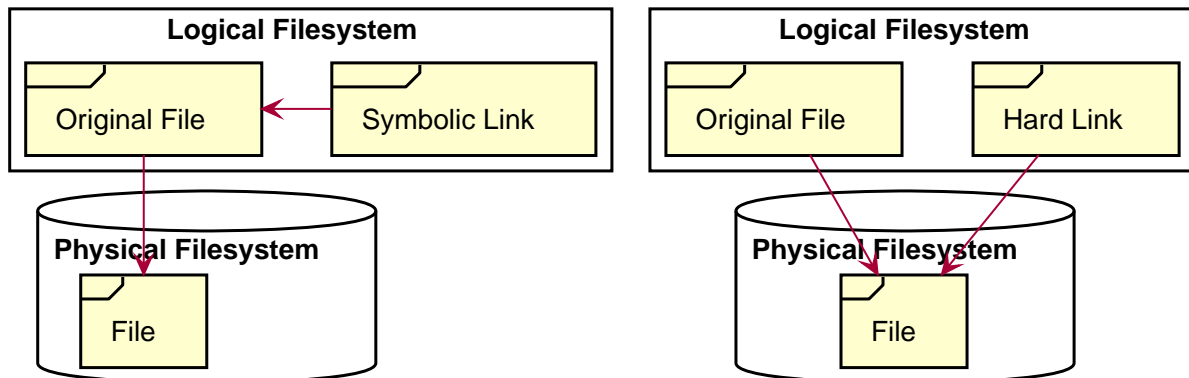 Logical Filesystem
Original File
Symbolic Link
Physical Filesystem
File
Logical Filesystem
Original File
Hard Link
Physical Filesystem
File